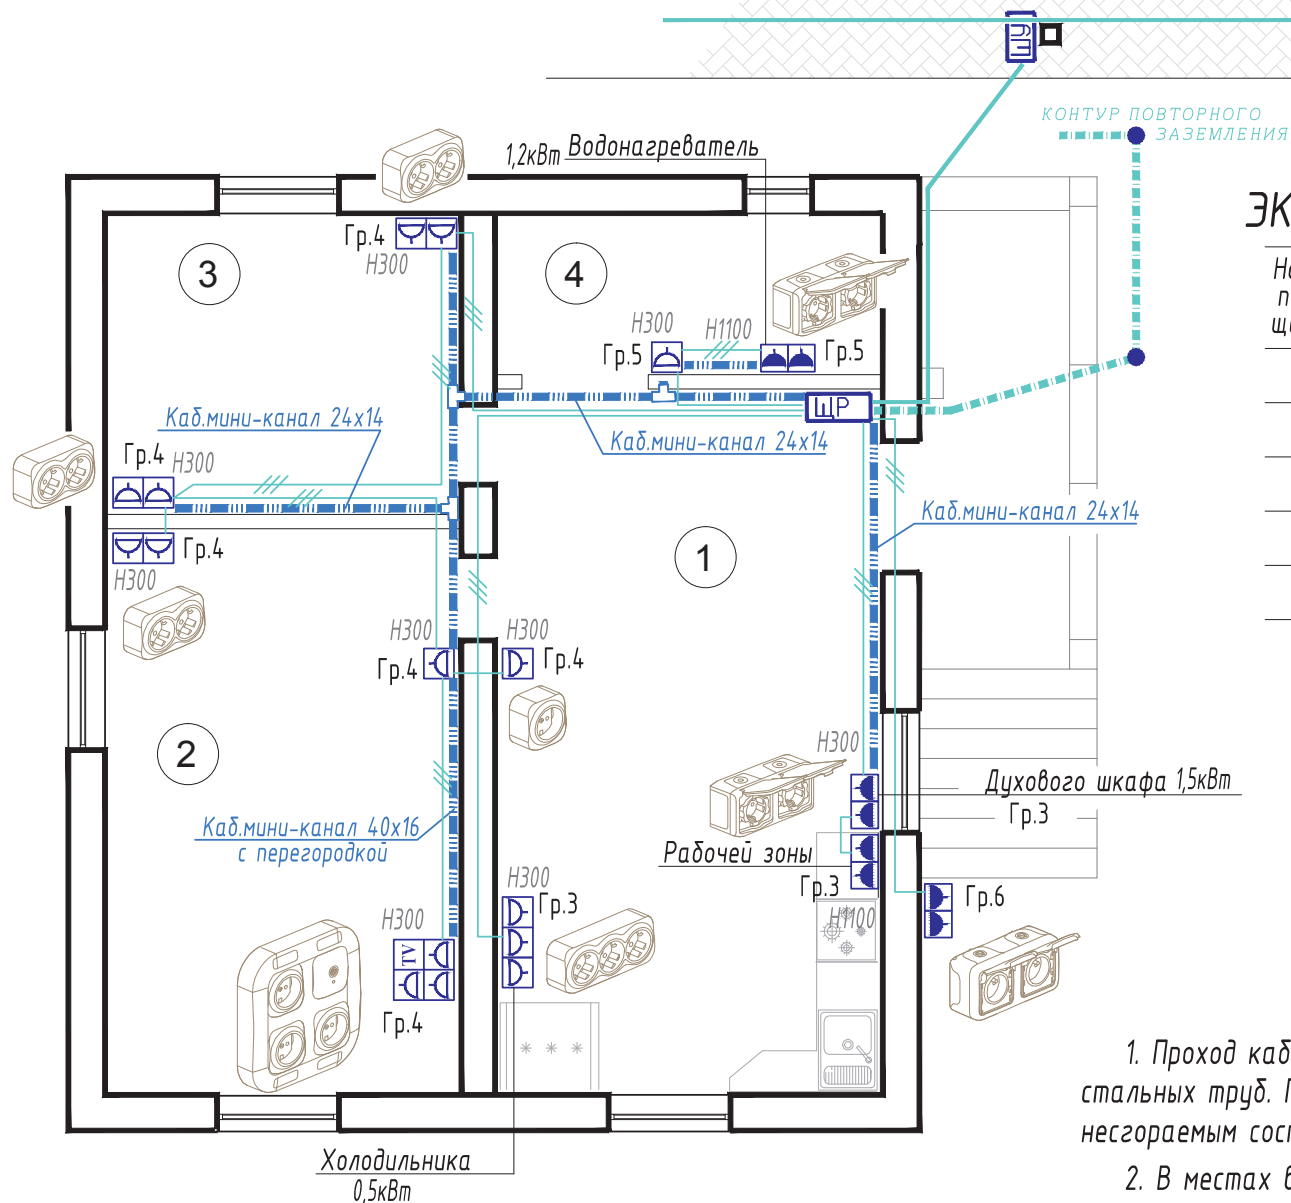 ЩУ
КОНТУР ПОВТОРНОГО
ЗАЗЕМЛЕНИЯ
1,2кВт Водонагреватель
ЭК
Гр.4
Н300
3
4
Н300
Н1100
Гр.5
Гр.5
ЩР
Каб.мини-канал 24х14
Каб.мини-канал 24х14
Гр.4
Н300
Каб.мини-канал 24х14
Гр.4
Н300
1
Н300
Н300
Гр.4
Гр.4
2
Н300
Духового шкафа 1,5кВт
Гр.3
Каб.мини-канал 40х16
с перегородкой
Рабочей зоны
Гр.3
Н300
Гр.3
Гр.6
Н300
Н1100
TV
Гр.4
1. Проход каб
стальных труб. П
несгораемым сост
2. В местах в
Холодильника
0,5кВт